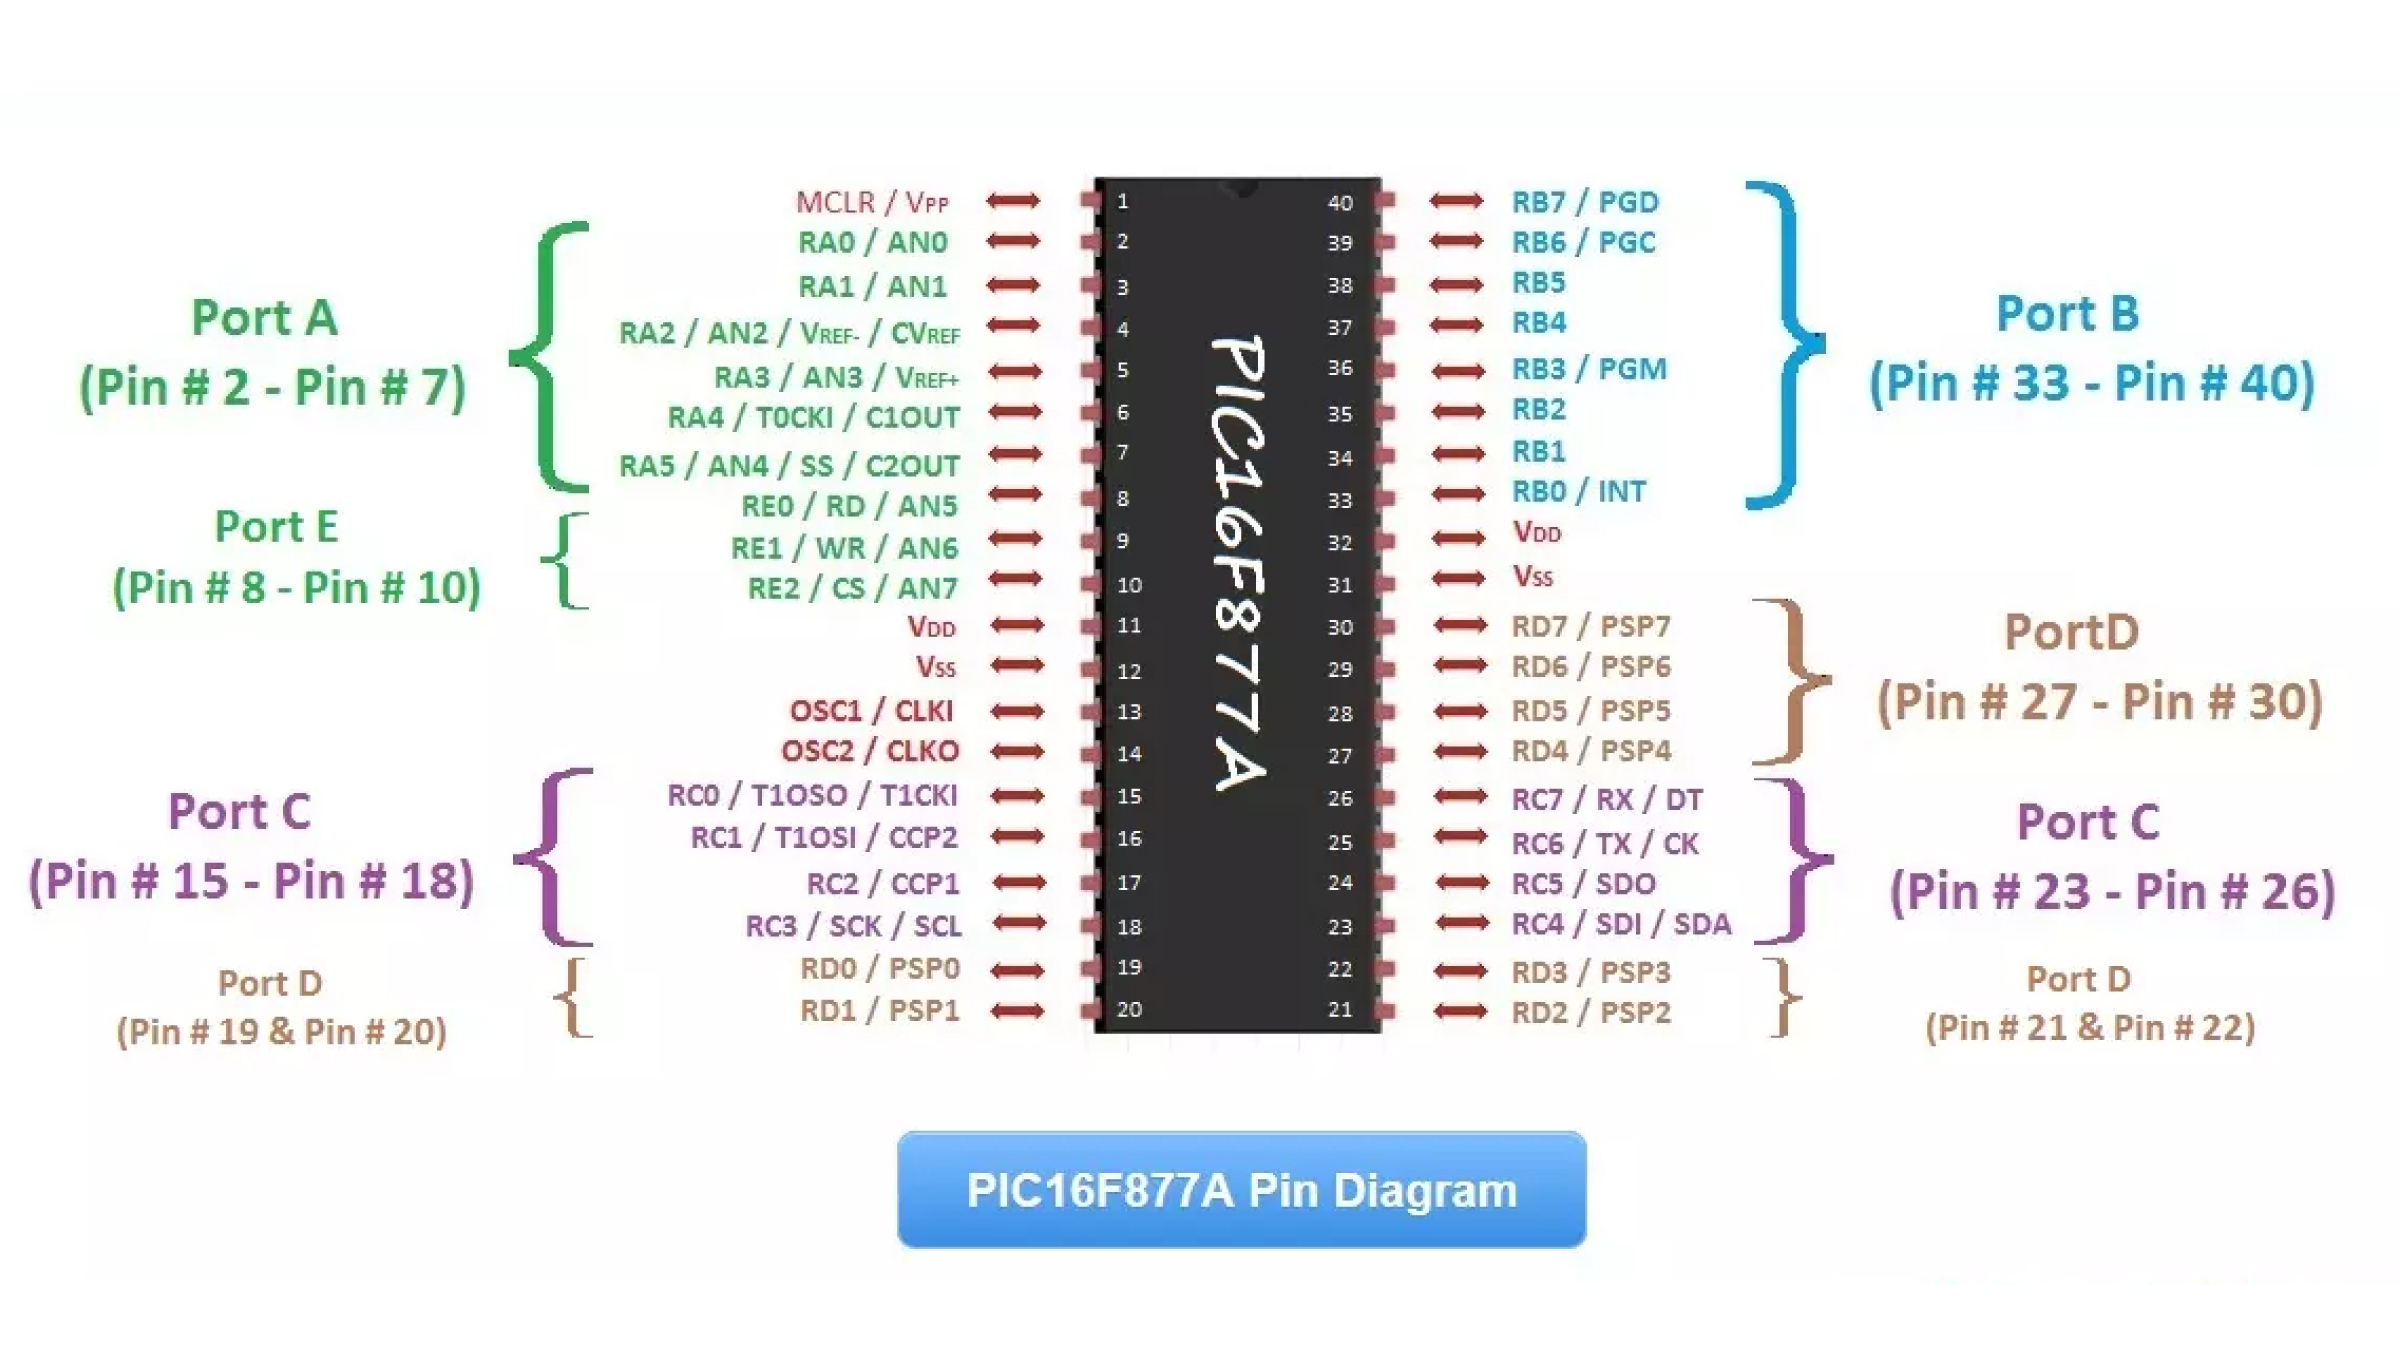 MCLR / VPP
RA0 / AN0
RA1 / AN1
RA2 / AN2 / VREF- / CVREF
RA3 / AN3 / VREF+
RA4 / T0CKI / C1OUT
RA5 / AN4 / SS / C2OUT
RE0 / RD / AN5
RE1 / WR / AN6
RE2 / CS / AN7
VDD
VSS
OSC1 / CLKI
OSC2 / CLKO
RC0 / T1OSO / T1CKI
RC1 / T1OSI / CCP2
RC2 / CCP1
RC3 / SCK / SCL
RD0 / PSP0
RD1 / PSP1
Port A
(Pin # 2 - Pin # 7)
Port E
(Pin # 8 - Pin # 10)
Port C
(Pin # 15 - Pin # 18)
Port D
(Pin # 19 & Pin # 20)
1
2
3
4
5
6
7
8
9
10
11
12
13
14
15
16
17
18
19
20
PIC16F877A
40
39
38
37
36
35
34
33
32
31
30
29
28
27
26
25
24
23
22
21
RB7 / PGD
RB6 / PGC
RB5
RB4
RB3 / PGM
RB2
RB1
RB0 / INT
VDD
VSS
RD7 / PSP7
RD6 / PSP6
RD5 / PSP5
RD4 / PSP4
RC7 / RX / DT
RC6 / TX / CK
RC5 / SDO
RC4 / SDI / SDA
RD3 / PSP3
RD2 / PSP2
Port B
(Pin # 33 - Pin # 40)
PortD
(Pin # 27 - Pin # 30)
Port C
(Pin # 23 - Pin # 26)
Port D
(Pin # 21 & Pin # 22)
PIC16F877A Pin Diagram